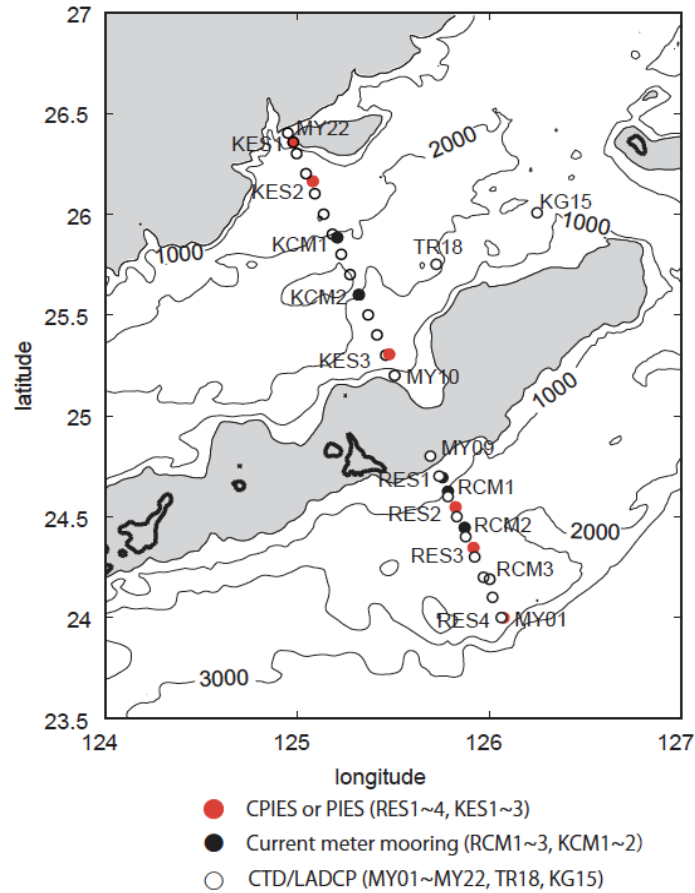 27
26.5
26
25.5
25
24.5
24
23.5
latitude
MY22
KES1
2000
KES2
KG15
1000
KCM1
TR18
1000
KCM2
KES3
MY10
1000
MY09
RES1
RCM1
RES2
RCM2
2000
RES3
RCM3
RES4
MY01
3000
124 125 126 127
longitude
CPIES or PIES (RES1~4, KES1~3)
Current meter mooring (RCM1~3, KCM1~2)
CTD/LADCP (MY01~MY22, TR18, KG15)